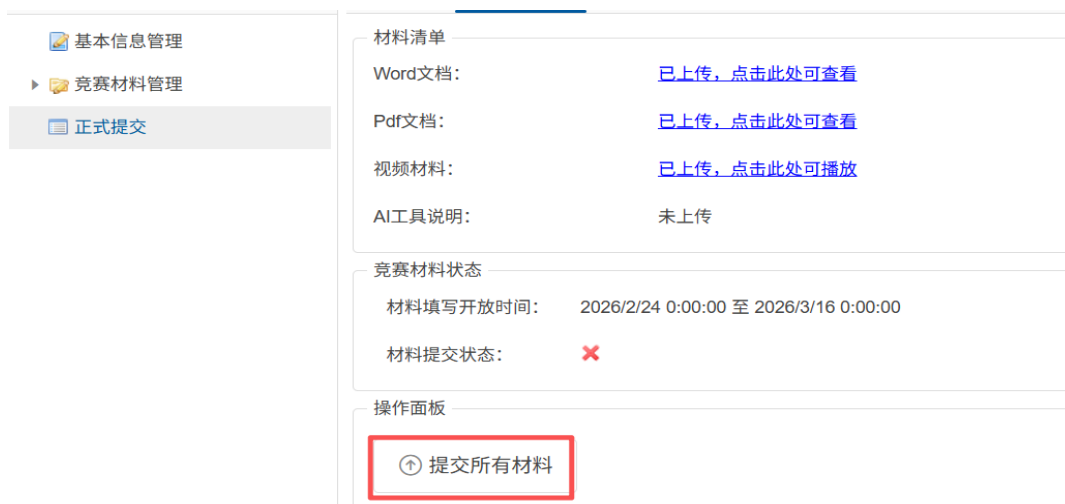 基本信息管理
竞赛材料管理
正式提交
材料清单
Word文档： 已上传，点击此处可查看
Pdf文档： 已上传，点击此处可查看
视频材料： 已上传，点击此处可播放
AI工具说明： 未上传
竞赛材料状态
材料填写开放时间： 2026/2/24 0:00:00 至 2026/3/16 0:00:00
材料提交状态：
操作面板
提交所有材料